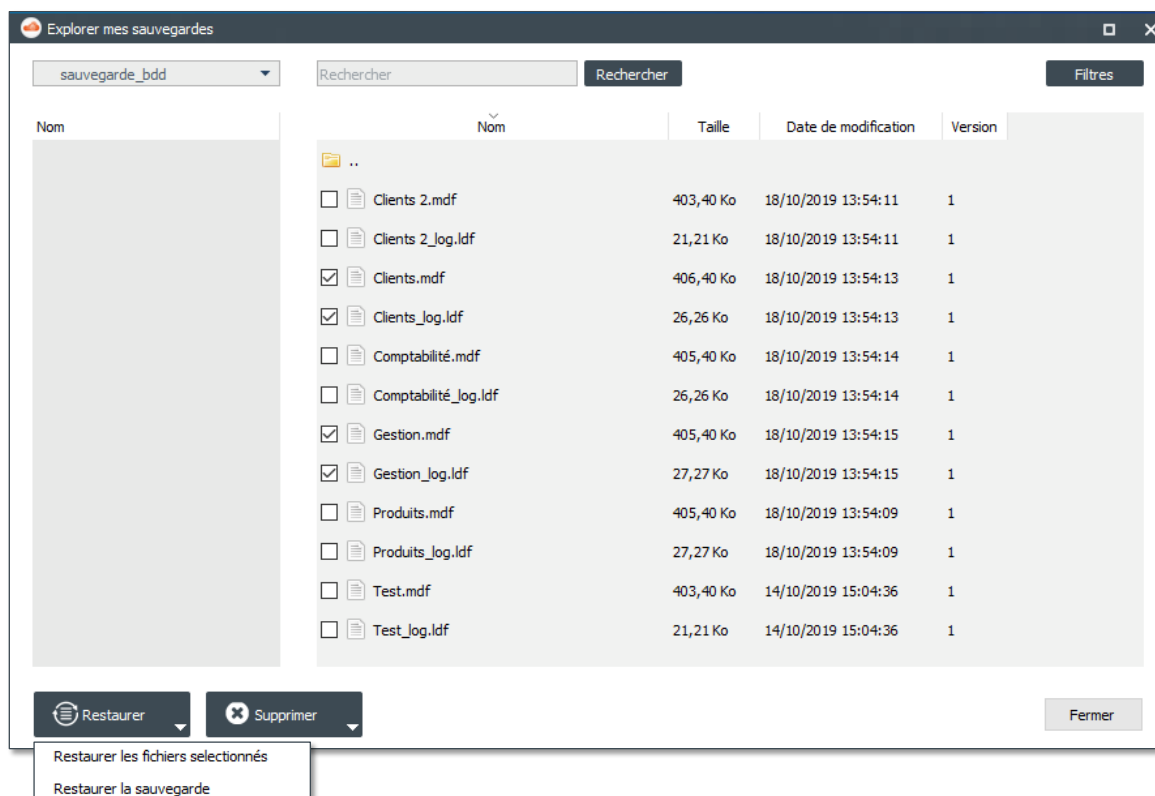 Explorer mes sauvegardes
sauvegarde_bdd Rechercher Rechercher Filtres
Nom Nom Taille Date de modification Version
..
Clients 2.mdf 403,40 Ko 18/10/2019 13:54:11 1
Clients 2_log.ldf 21,21 Ko 18/10/2019 13:54:11 1
Clients.mdf 406,40 Ko 18/10/2019 13:54:13 1
Clients_log.ldf 26,26 Ko 18/10/2019 13:54:13 1
Comptabilité.mdf 405,40 Ko 18/10/2019 13:54:14 1
Comptabilité_log.ldf 26,26 Ko 18/10/2019 13:54:14 1
Gestion.mdf 405,40 Ko 18/10/2019 13:54:15 1
Gestion_log.ldf 27,27 Ko 18/10/2019 13:54:15 1
Produits.mdf 405,40 Ko 18/10/2019 13:54:09 1
Produits_log.ldf 27,27 Ko 18/10/2019 13:54:09 1
Test.mdf 403,40 Ko 14/10/2019 15:04:36 1
Test_log.ldf 21,21 Ko 14/10/2019 15:04:36 1
Restaurer Supprimer Fermer
Restaurer les fichiers selectionnés
Restaurer la sauvegarde